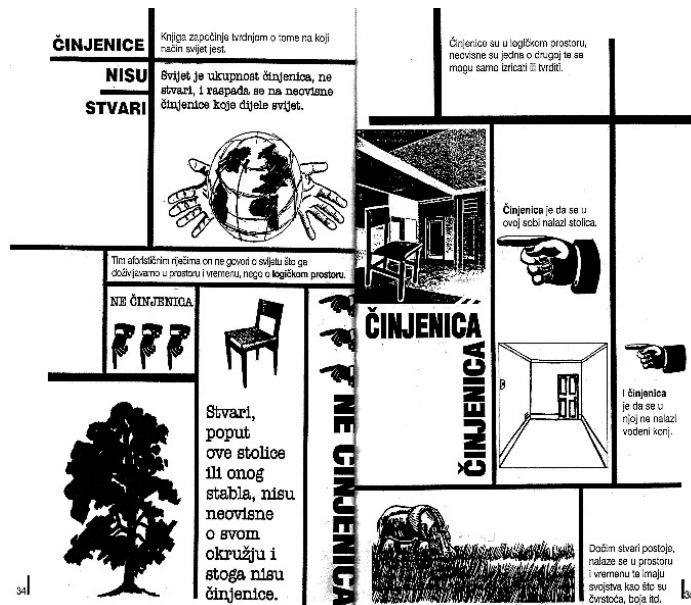 ČINJENICE
NISU
STVARI
Knjiga započinje tvrdnjom o tome na koji
način svijet jest.
Svijet je ukupnost činjenica, ne
stvari, i raspada se na neovisne
činjenice koje dijele svijet.
Tim aforističnim riječima on ne govori o svijetu što ga
doživljavamo u prostoru i vremenu, nego o logičkom prostoru.
NE ČINJENICA
Stvari,
poput
ove stolice
ili onog
stabla, nisu
neovisne
o svom
okružju i
stoga nisu
činjenice.
NE ČINJENICA
34
Činjenice su u logičkom prostoru,
neovisne su jedna o drugoj te se
mogu samo izricati ili tvrditi.
Činjenica je da se u
ovoj sobi nalazi stolica.
ČINJENICA
ČINJENICA
I činjenica
je da se u
njoj ne nalazi
vodeni konj.
Dočim stvari postoje,
nalaze se u prostoru
i vremenu te imaju
svojstva kao što su
čvrstoća, boja itd.